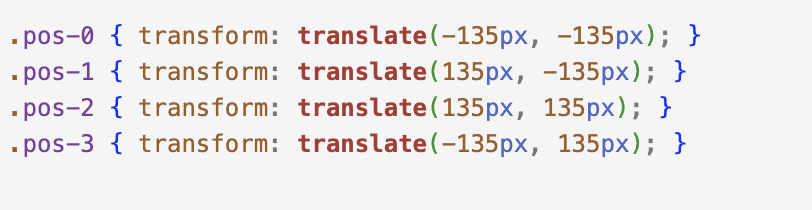 .pos-0 { transform: translate(-135px, -135px); }
.pos-1 { transform: translate(135px, -135px); }
.pos-2 { transform: translate(135px, 135px); }
.pos-3 { transform: translate(-135px, 135px); }